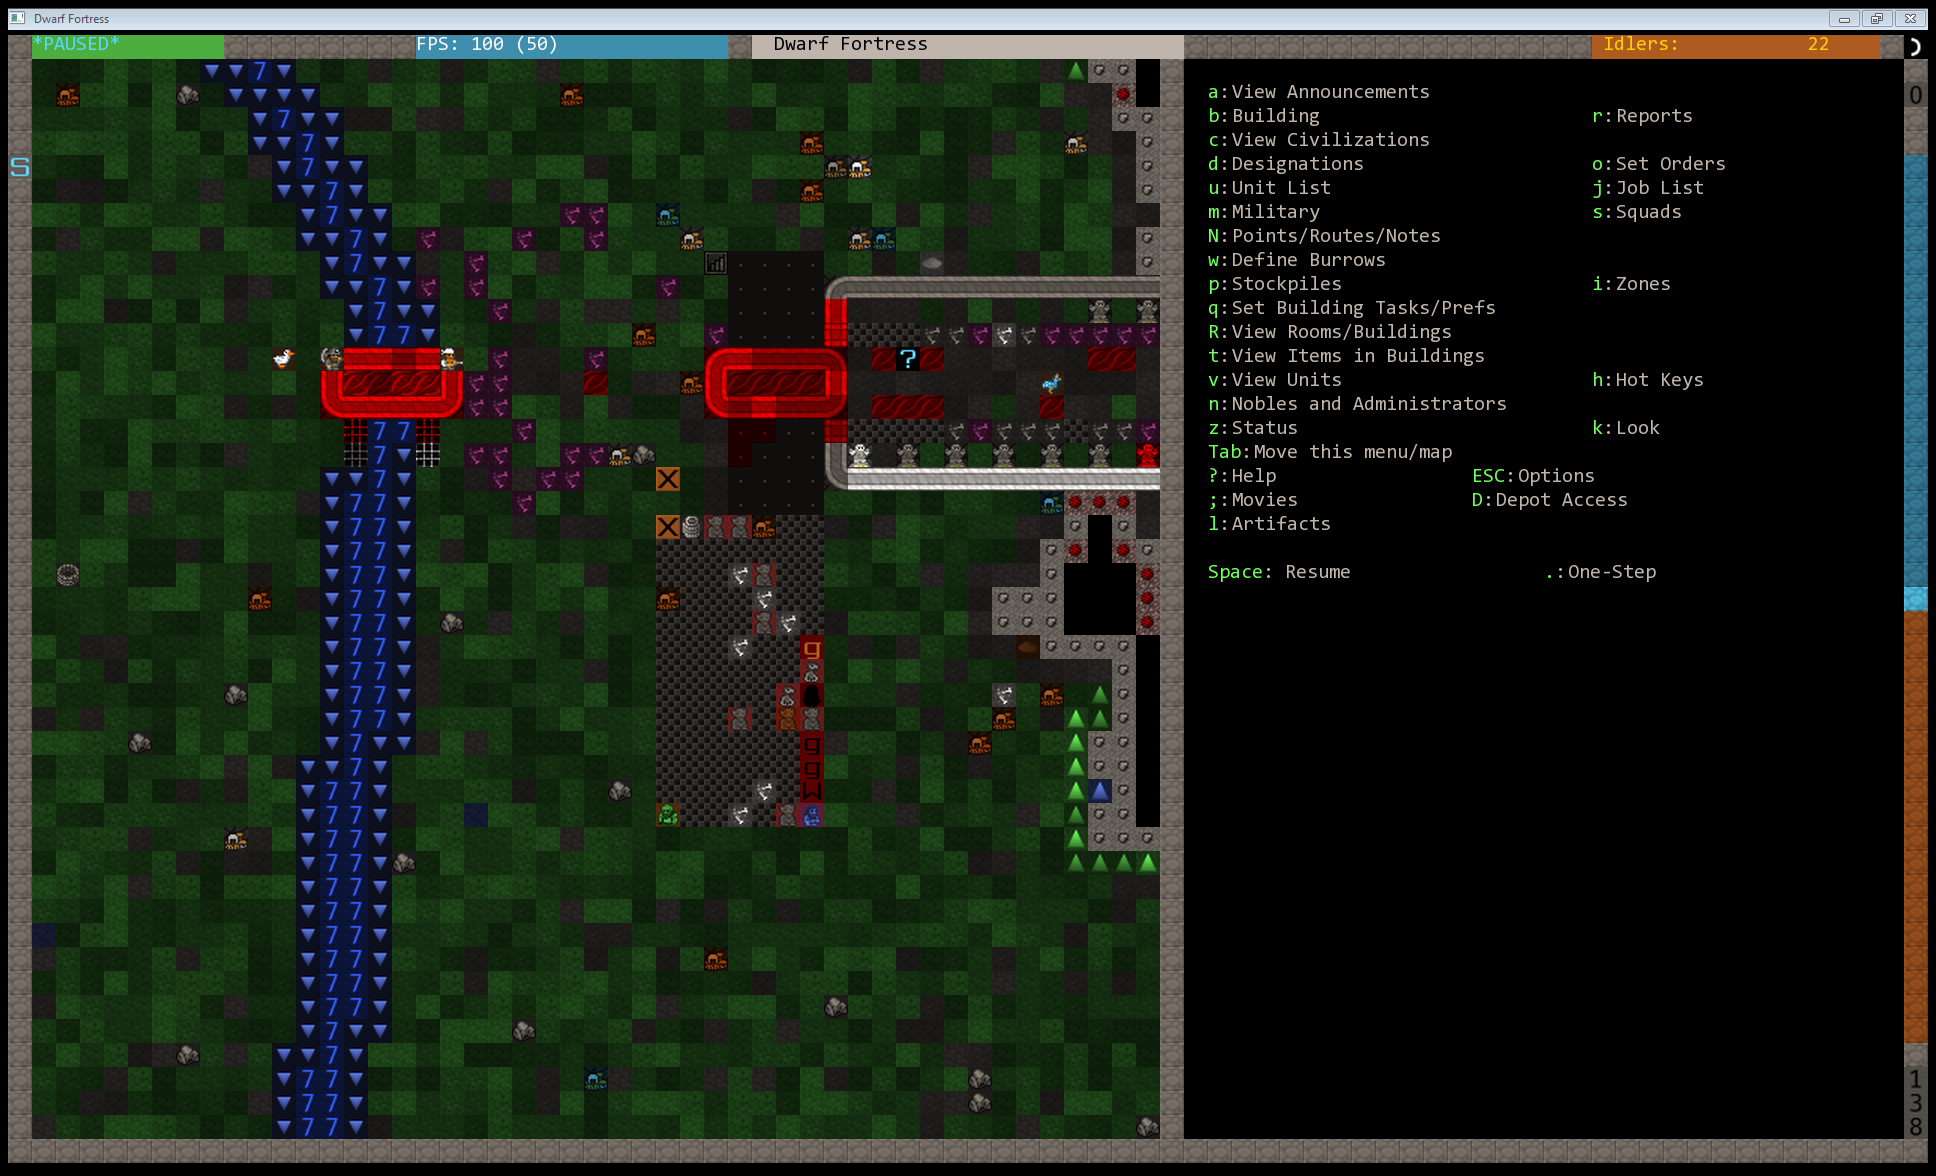 Dwarf Fortress
*PAUSED* FPS: 100 (50) Dwarf Fortress Idlers: 22
0
S
a:View Announcements
b:Building r:Reports
c:View Civilizations
d:Designations o:Set Orders
u:Unit List j:Job List
m:Military s:Squads
N:Points/Routes/Notes
w:Define Burrows
p:Stockpiles i:Zones
q:Set Building Tasks/Prefs
R:View Rooms/Buildings
t:View Items in Buildings
v:View Units h:Hot Keys
n:Nobles and Administrators
z:Status k:Look
Tab:Move this menu/map
?:Help ESC:Options
;:Movies D:Depot Access
l:Artifacts
Space: Resume .:One-Step
138